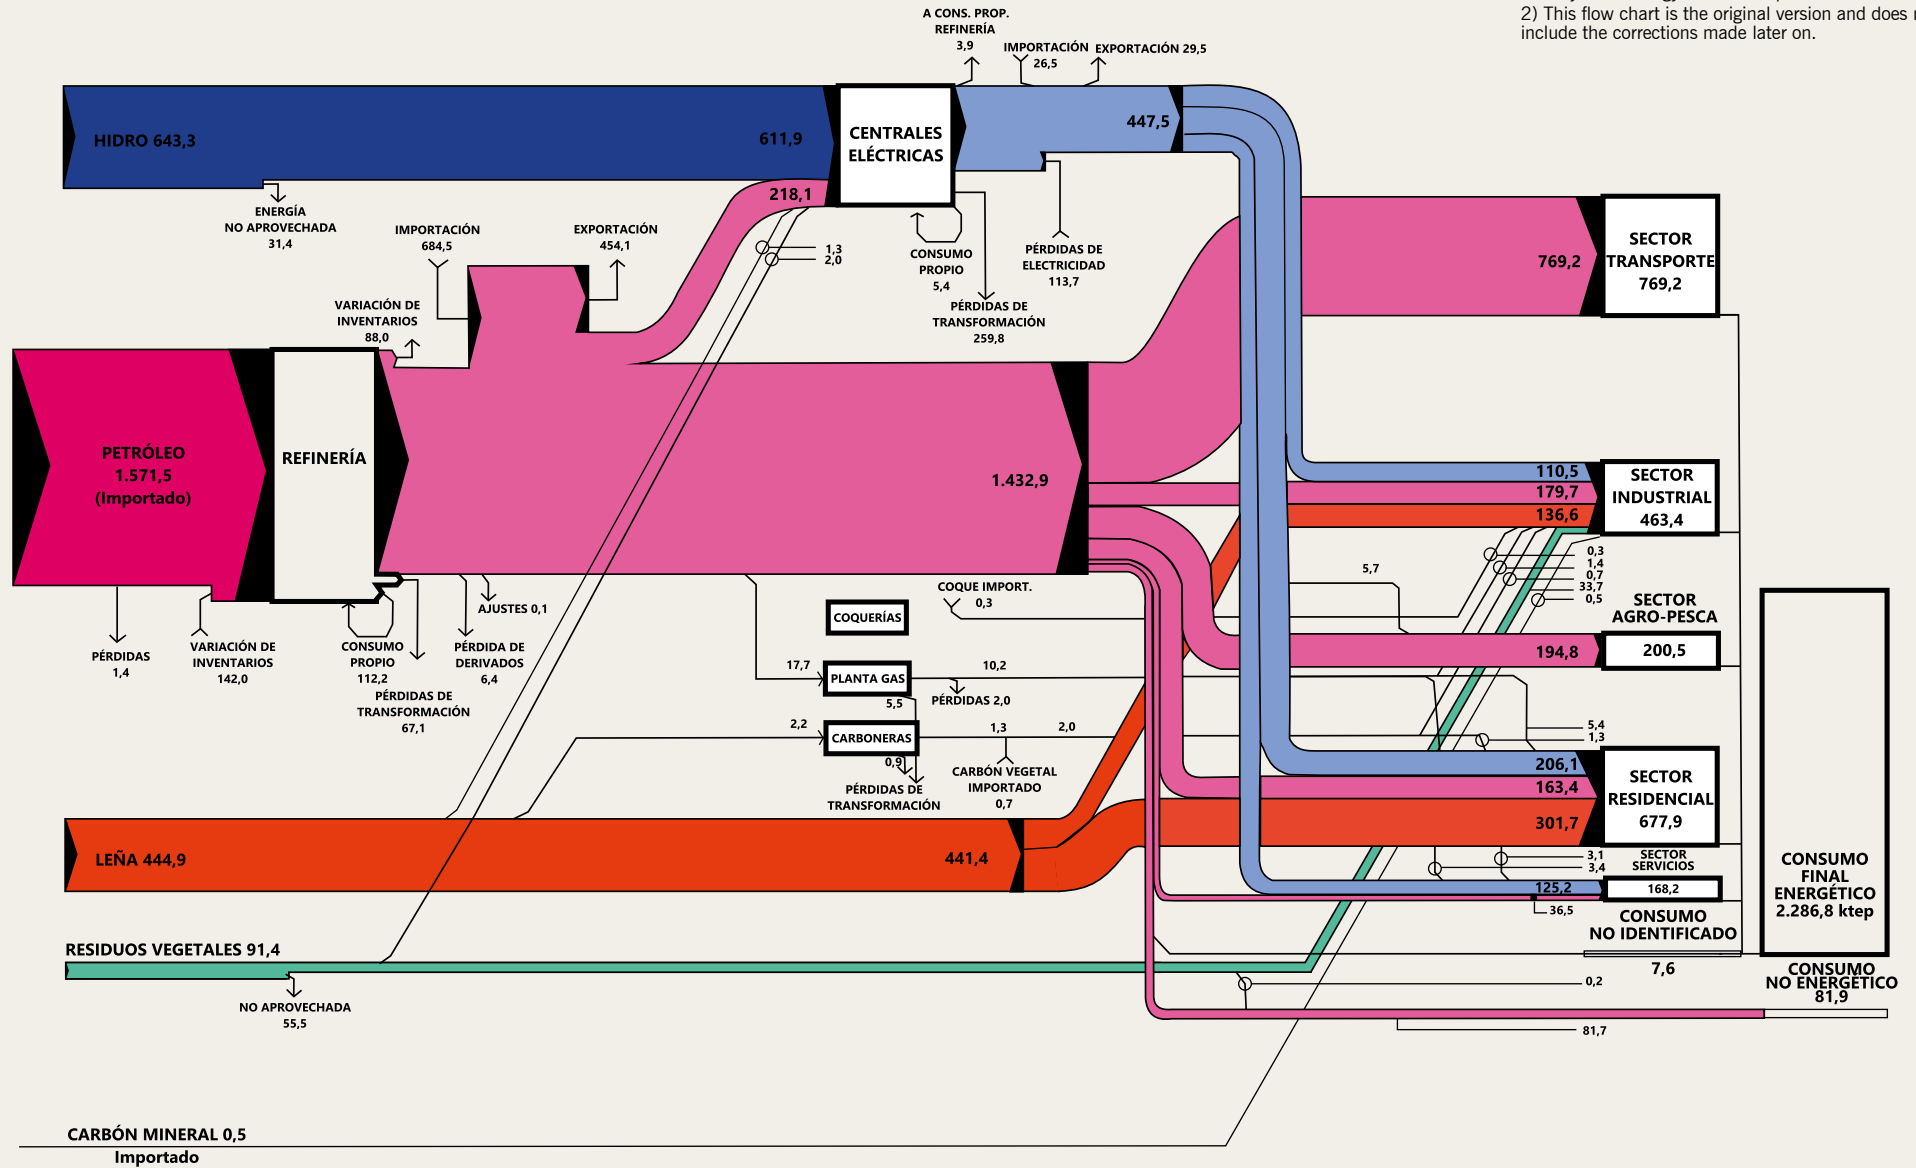 2) This flow chart is the original version and does
include the corrections made later on.
A CONS. PROP.
REFINERÍA
3,9
IMPORTACIÓN
26,5
EXPORTACIÓN 29,5
HIDRO 643,3
611,9
CENTRALES
ELÉCTRICAS
447,5
218,1
ENERGÍA
NO APROVECHADA
31,4
IMPORTACIÓN
684,5
EXPORTACIÓN
454,1
1,3
2,0
CONSUMO
PROPIO
5,4
PÉRDIDAS DE
ELECTRICIDAD
113,7
PÉRDIDAS DE
TRANSFORMACIÓN
259,8
769,2
SECTOR
TRANSPORTE
769,2
VARIACIÓN DE
INVENTARIOS
88,0
PETRÓLEO
1.571,5
(Importado)
REFINERÍA
1.432,9
110,5
179,7
136,6
SECTOR
INDUSTRIAL
463,4
0,3
1,4
0,7
33,7
0,5
5,7
COQUE IMPORT.
0,3
AJUSTES 0,1
COQUERÍAS
PÉRDIDAS
1,4
VARIACIÓN DE
INVENTARIOS
142,0
CONSUMO
PROPIO
112,2
PÉRDIDA DE
DERIVADOS
6,4
PÉRDIDAS DE
TRANSFORMACIÓN
67,1
SECTOR
AGRO-PESCA
194,8
200,5
17,7
PLANTA GAS
10,2
PÉRDIDAS 2,0
5,5
2,2
CARBONERAS
1,3
2,0
0,9
CARBÓN VEGETAL
IMPORTADO
0,7
PÉRDIDAS DE
TRANSFORMACIÓN
5,4
1,3
206,1
163,4
301,7
SECTOR
RESIDENCIAL
677,9
LEÑA 444,9
441,4
3,1
3,4
SECTOR
SERVICIOS
125,2
168,2
36,5
CONSUMO
FINAL
ENERGÉTICO
2.286,8 ktep
CONSUMO
NO IDENTIFICADO
7,6
RESIDUOS VEGETALES 91,4
NO APROVECHADA
55,5
0,2
CONSUMO
NO ENERGÉTICO
81,9
81,7
CARBÓN MINERAL 0,5
Importado